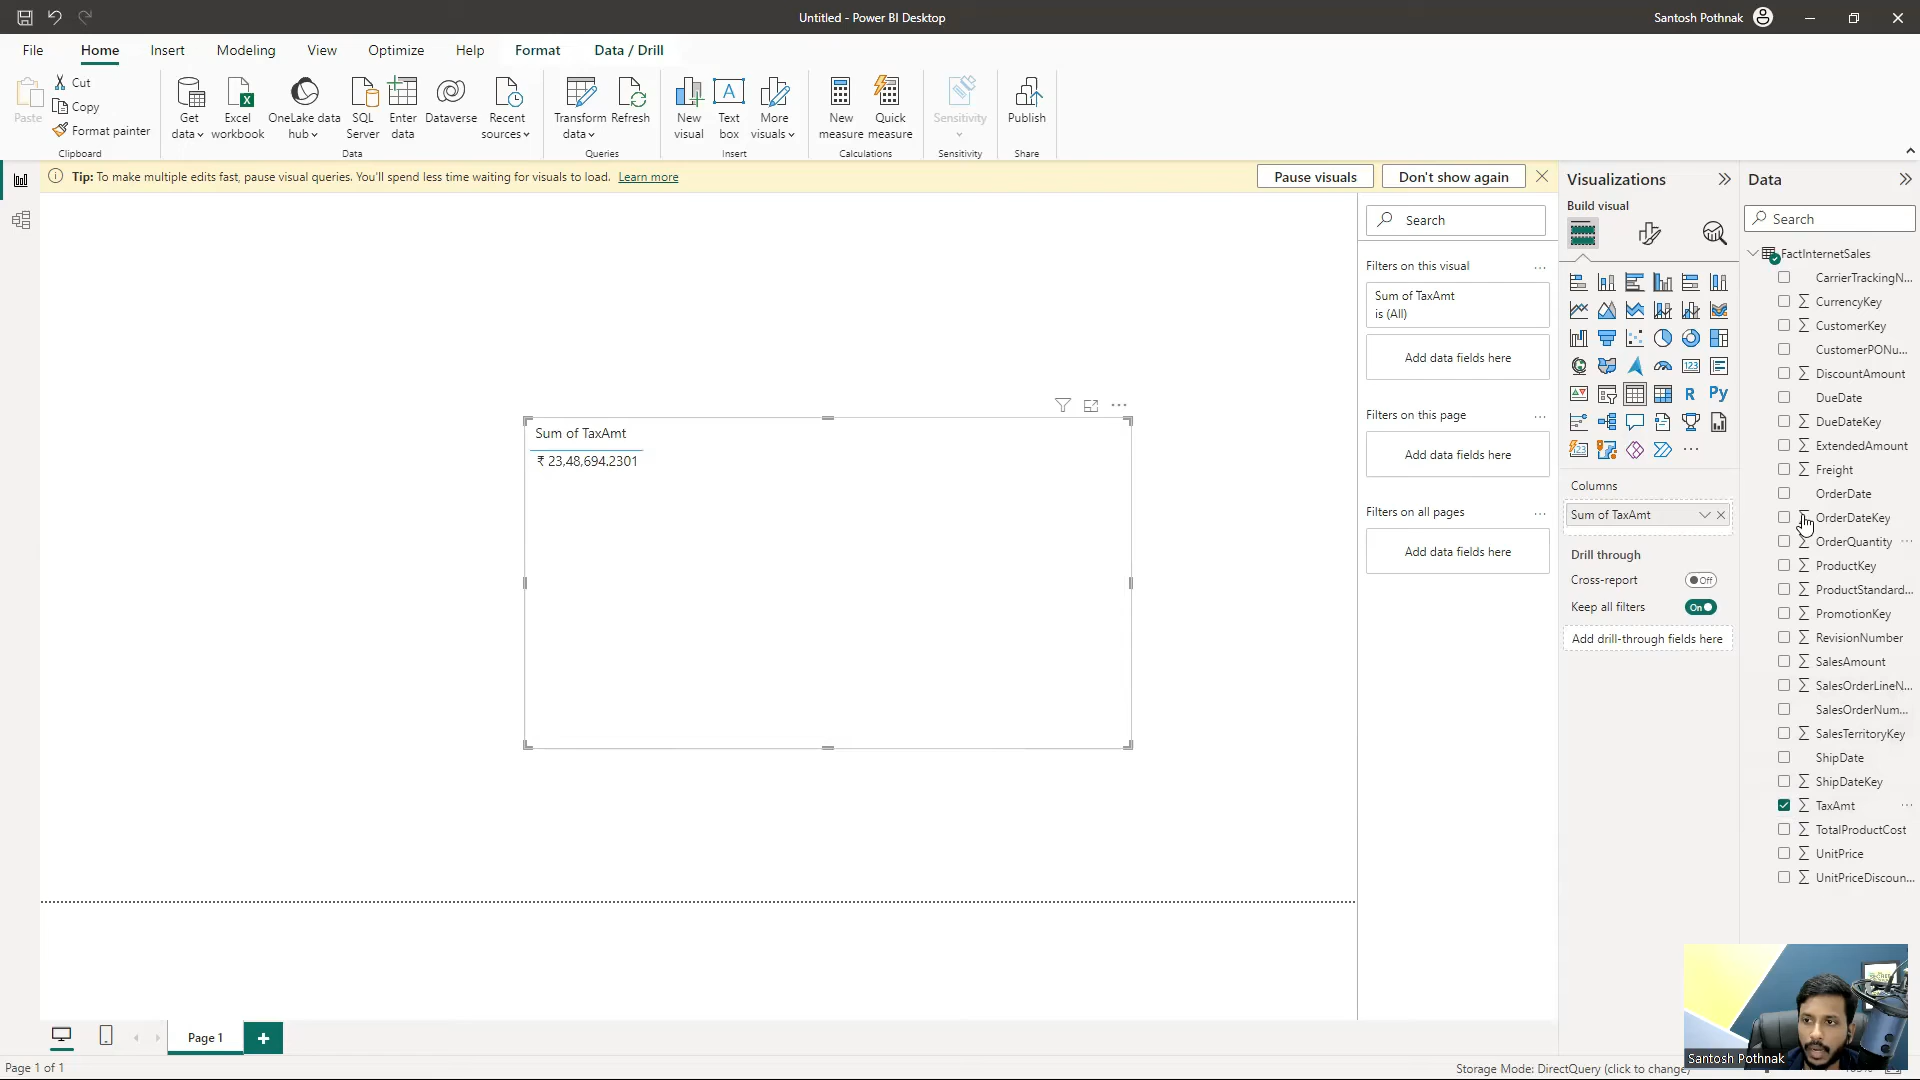 Untitled - Power BI Desktop
Santosh Pothnak
File
Home
Insert
Modeling
View
Optimize
Help
Format
Data / Drill
Paste
Cut
Copy
Format painter
Clipboard
Get data
Excel workbook
OneLake data hub
SQL Server
Enter data
Dataverse
Recent sources
Data
Transform data
Refresh
Queries
New visual
Text box
More visuals
Insert
New measure
Quick measure
Calculations
Sensitivity
Sensitivity
Publish
Share
Tip: To make multiple edits fast, pause visual queries. You'll spend less time waiting for visuals to load. Learn more
Pause visuals
Don't show again
Sum of TaxAmt
₹ 23,48,694.2301
Search
Filters on this visual
Sum of TaxAmt
is (All)
Add data fields here
Filters on this page
Add data fields here
Filters on all pages
Add data fields here
Visualizations
Build visual
Columns
Sum of TaxAmt
Drill through
Cross-report
Off
Keep all filters
On
Add drill-through fields here
Data
Search
FactInternetSales
CarrierTrackingN...
CurrencyKey
CustomerKey
CustomerPONu...
DiscountAmount
DueDate
DueDateKey
ExtendedAmount
Freight
OrderDate
OrderDateKey
OrderQuantity
ProductKey
ProductStandard...
PromotionKey
RevisionNumber
SalesAmount
SalesOrderLineN...
SalesOrderNum...
SalesTerritoryKey
ShipDate
ShipDateKey
TaxAmt
TotalProductCost
UnitPrice
UnitPriceDiscoun...
Page 1
Page 1 of 1
Storage Mode: DirectQuery (click to change)
Santosh Pothnak